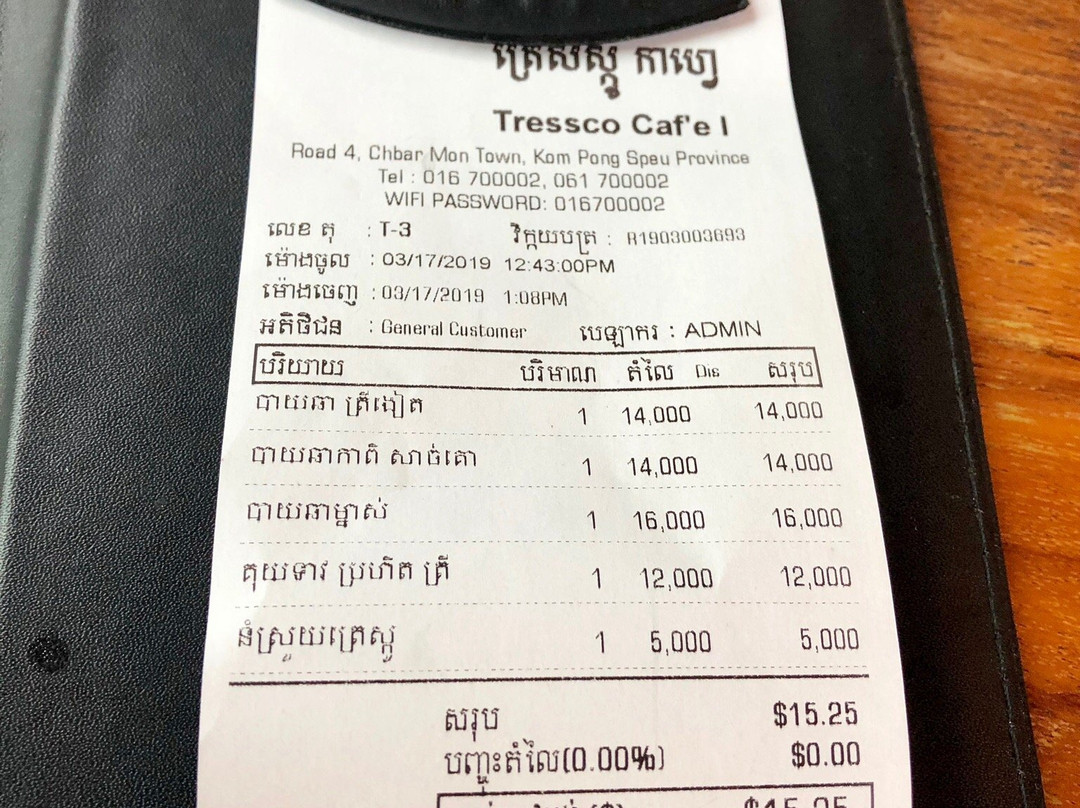 ត្រេសស្កូ កាហ្វេ
Tressco Caf'e I
Road 4, Chbar Mon Town, Kom Pong Speu Province
Tel : 016 700002, 061 700002
WIFI PASSWORD: 016700002
លេខ តុ : T-3 វិក្កយបត្រ : R1903003693
ម៉ោងចូល : 03/17/2019 12:43:00PM
ម៉ោងចេញ : 03/17/2019 1:08PM
អតិថិជន : General Customer បេឡាករ : ADMIN
បរិយាយ បរិមាណ តំលៃ Dis សរុប
បាយឆា ត្រីងៀត 1 14,000 14,000
បាយឆាកាពិ សាច់គោ 1 14,000 14,000
បាយឆាម្នាស់ 1 16,000 16,000
គុយទាវ ប្រហិត ត្រី 1 12,000 12,000
នំស្រួយត្រេស្កូ 1 5,000 5,000
សរុប $15.25
បញ្ចុះតំលៃ(0.00%) $0.00
$15.25